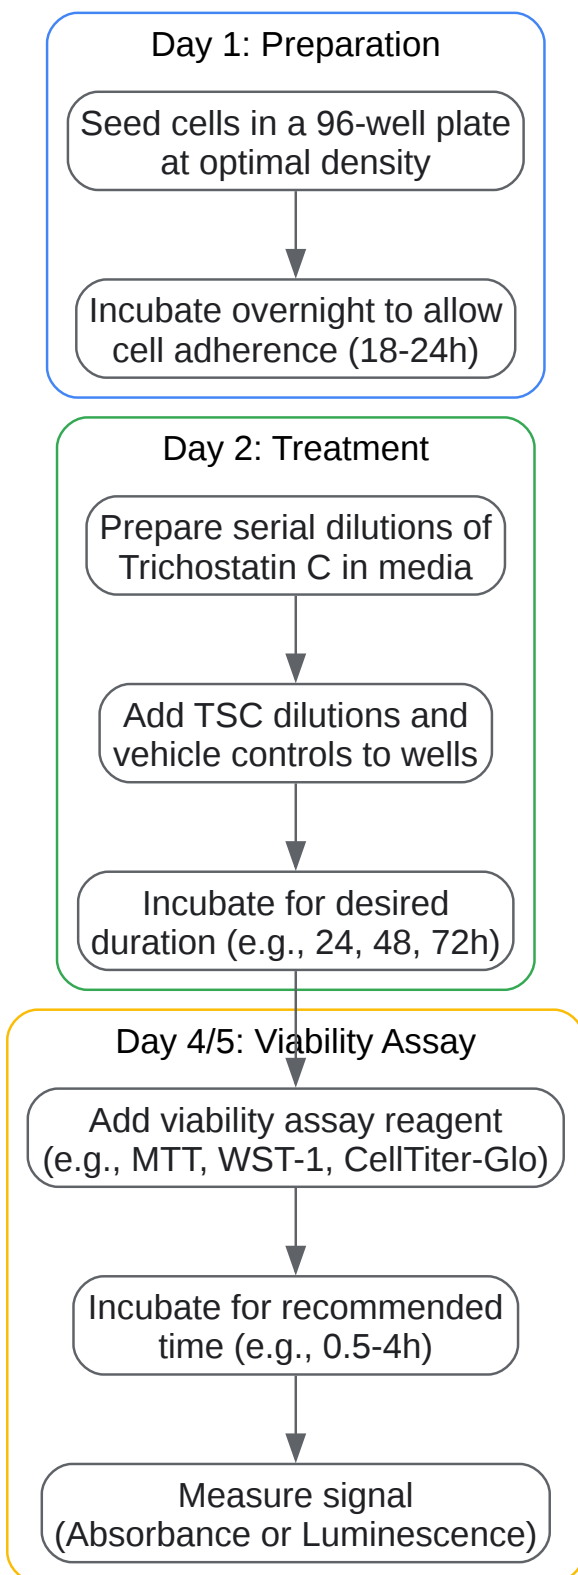 Day 1: Preparation
Seed cells in a 96-well plate
at optimal density
Incubate overnight to allow
cell adherence (18-24h)
Day 2: Treatment
Prepare serial dilutions of
Trichostatin C in media
Add TSC dilutions and
vehicle controls to wells
Incubate for desired
duration (e.g., 24, 48, 72h)
Day 4/5: Viability Assay
Add viability assay reagent
(e.g., MTT, WST-1, CellTiter-Glo)
Incubate for recommended
time (e.g., 0.5-4h)
Measure signal
(Absorbance or Luminescence)